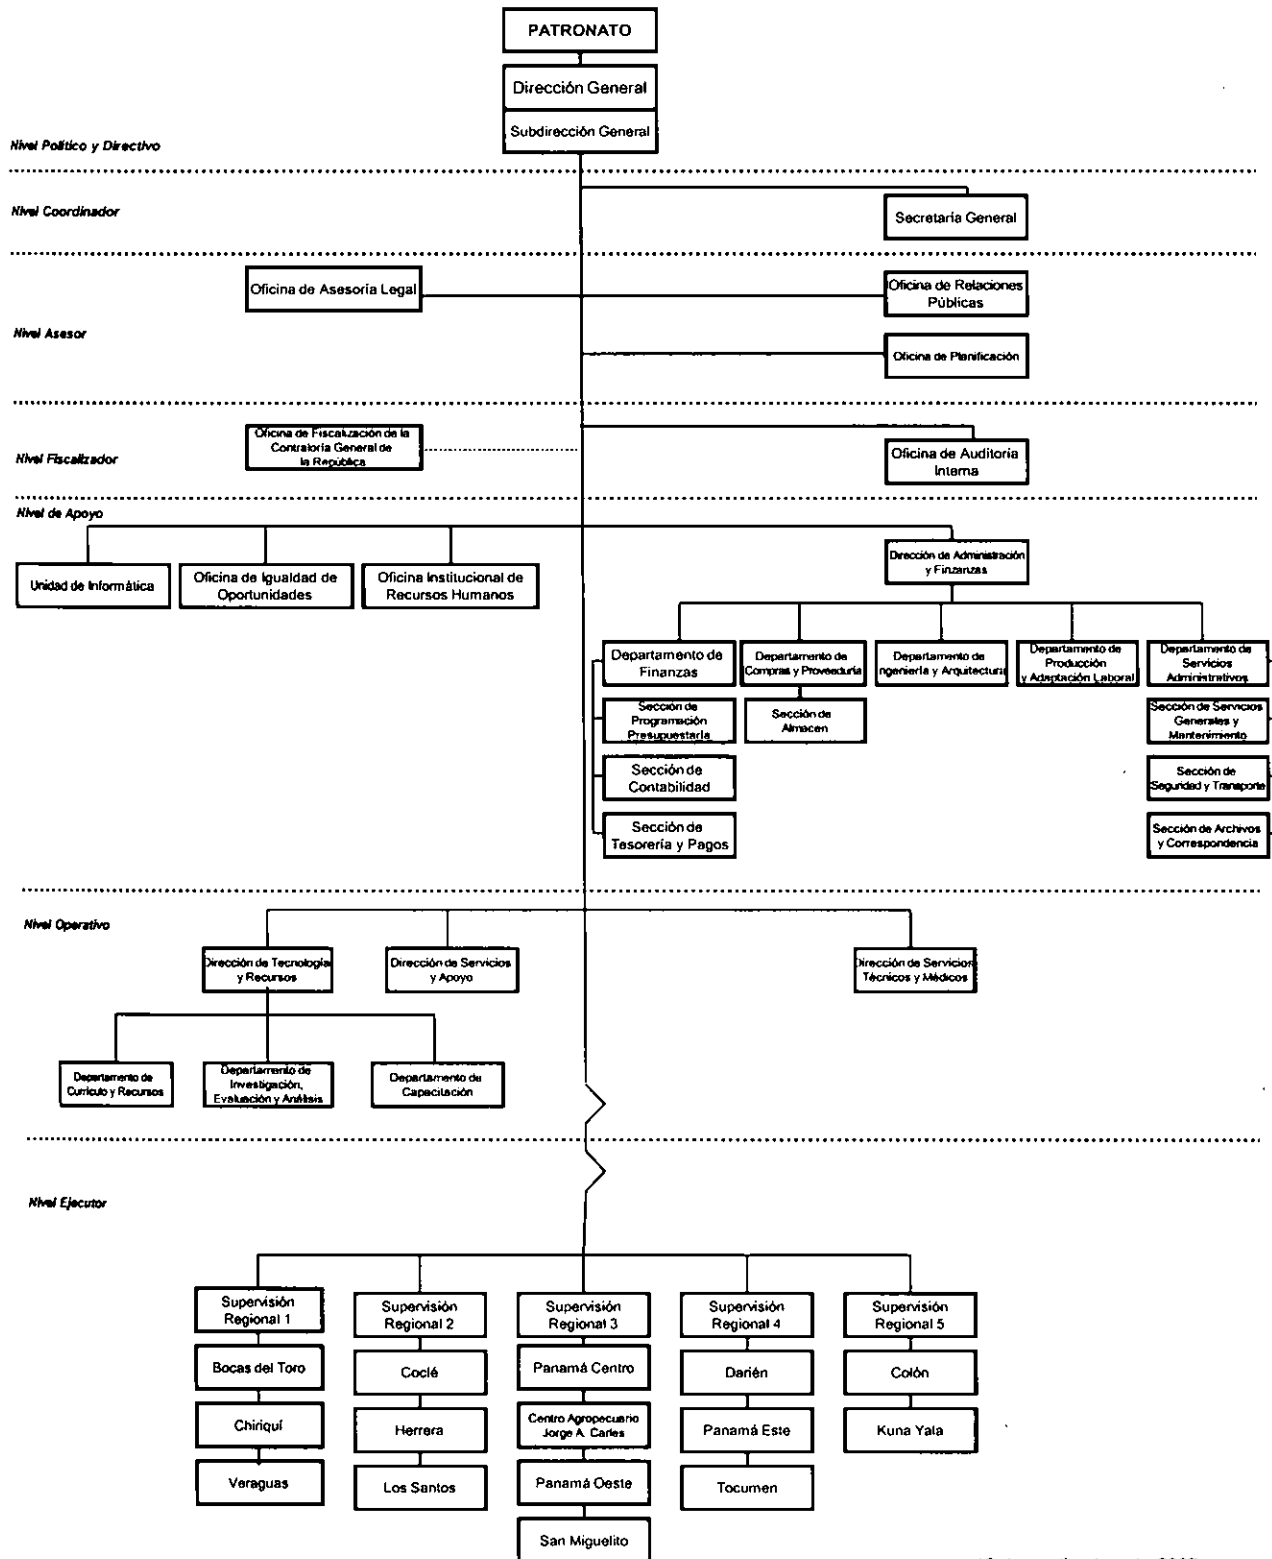 PATRONATO
Dirección General
Subdirección General
Nivel Político y Directivo
Nivel Coordinador
Secretaría General
Oficina de Asesoría Legal
Oficina de Relaciones
Públicas
Nivel Asesor
Oficina de Planificación
Oficina de Fiscalización de la
Contraloría General de
la República
Nivel Fiscalizador
Oficina de Auditoría
Interna
Nivel de Apoyo
Unidad de Informática
Oficina de Igualdad de
Oportunidades
Oficina Institucional de
Recursos Humanos
Dirección de Administración
y Finzanzas
Departamento de
Finanzas
Departamento de
Compras y Proveeduría
Departamento de
ngeniería y Arquitectura
Departamento de
Producción
y Adaptación Laboral
Departamento de
Servicios
Administrativos
Sección de
Programación
Presupuestaria
Sección de
Almacen
Sección de Servicios
Generales y
Mantenimiento
Sección de
Contabilidad
Sección de
Seguridad y Transporte
Sección de
Tesorería y Pagos
Sección de Archivos
y Correspondencia
Nivel Operativo
Dirección de Tecnología
y Recursos
Dirección de Servicios
y Apoyo
Dirección de Servicios
Técnicos y Médicos
Departamento de
Currículo y Recursos
Departamento de
Investigación,
Evaluación y Análisis
Departamento de
Capacitación
Nivel Ejecutor
Supervisión
Regional 1
Supervisión
Regional 2
Supervisión
Regional 3
Supervisión
Regional 4
Supervisión
Regional 5
Bocas del Toro
Coclé
Panamá Centro
Darién
Colón
Chiriquí
Herrera
Centro Agropecuario
Jorge A. Carles
Panamá Este
Kuna Yala
Veraguas
Los Santos
Panamá Oeste
Tocumen
San Miguelito